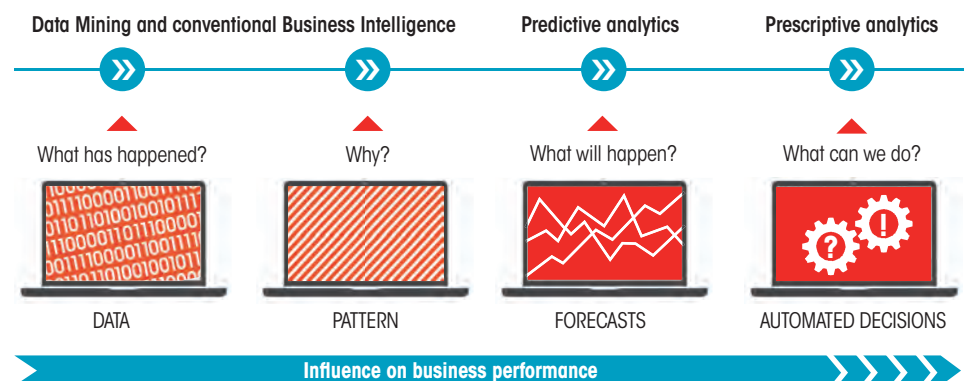 Data Mining and conventional Business Intelligence
Predictive analytics
Prescriptive analytics
What has happened?
Why?
What will happen?
What can we do?
?
!
DATA
PATTERN
FORECASTS
AUTOMATED DECISIONS
Influence on business performance